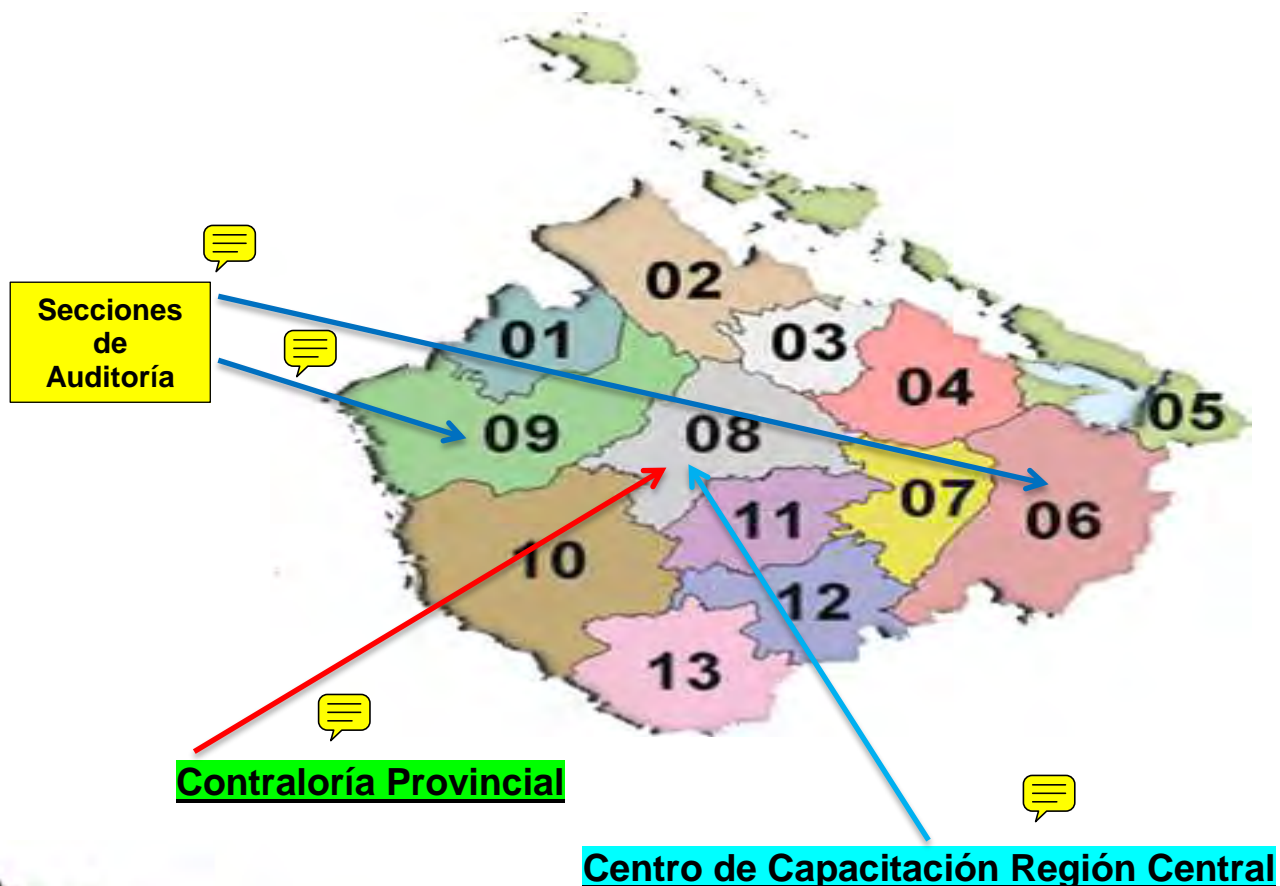 02
01
03
04
05
09
08
07
06
11
10
12
13
Secciones
de
Auditoría
Contraloría Provincial
Centro de Capacitación Región Central